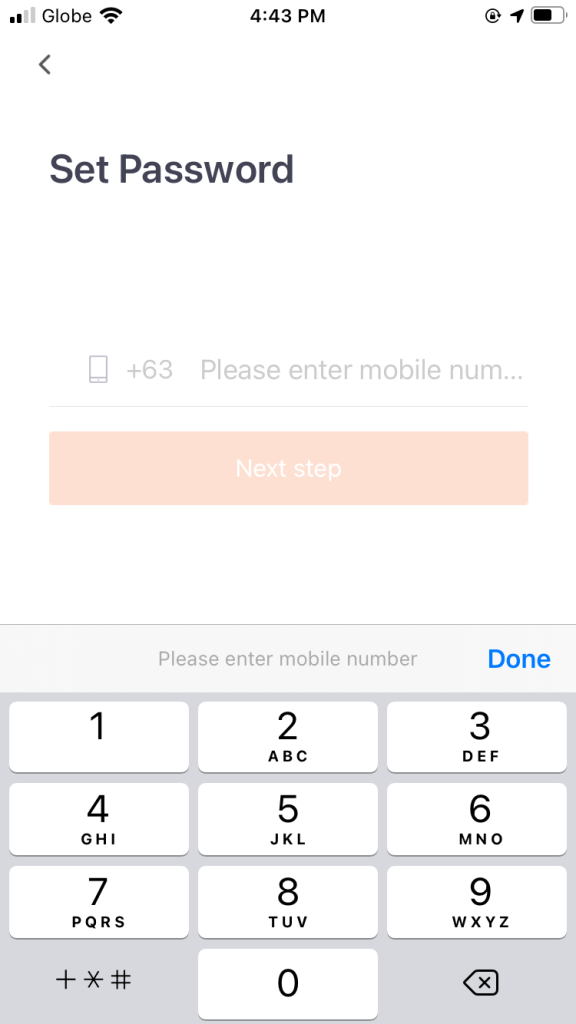 Globe 4:43 PM
Set Password
+63 Please enter mobile num...
Next step
Please enter mobile number Done
1 2 3
ABC DEF
4 5 6
GHI JKL MNO
7 8 9
PQRS TUV WXYZ
+*# 0